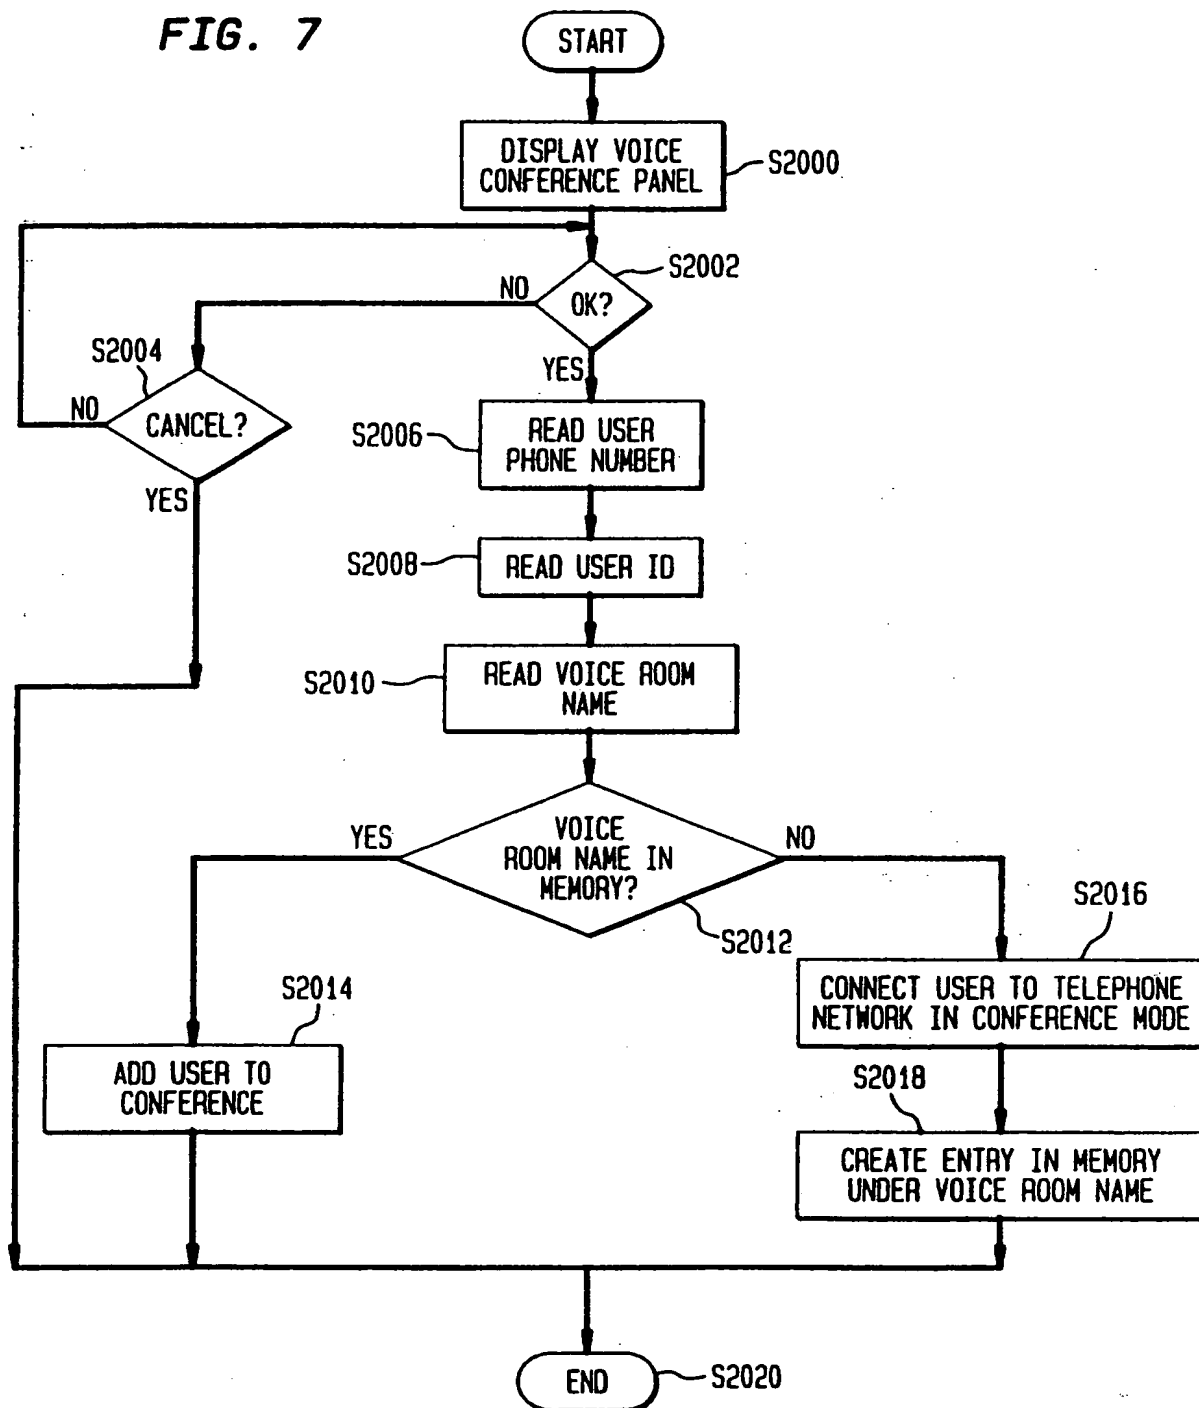 FIG. 7
START
DISPLAY VOICE
CONFERENCE PANEL
S2000
S2002
OK?
NO
YES
S2004
CANCEL?
NO
YES
S2006
READ USER
PHONE NUMBER
S2008
READ USER ID
S2010
READ VOICE ROOM
NAME
VOICE
ROOM NAME IN
MEMORY?
YES
NO
S2012
S2014
ADD USER TO
CONFERENCE
S2016
CONNECT USER TO TELEPHONE
NETWORK IN CONFERENCE MODE
S2018
CREATE ENTRY IN MEMORY
UNDER VOICE ROOM NAME
END
S2020